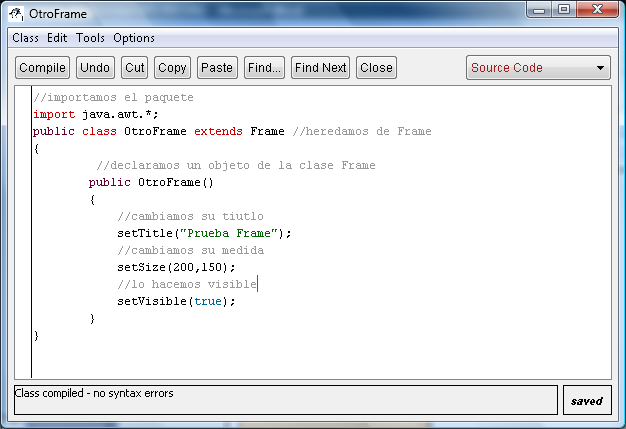 OtroFrame
Class Edit Tools Options
Compile Undo Cut Copy Paste Find... Find Next Close Source Code
//importamos el paquete
import java.awt.*;
public class OtroFrame extends Frame //heredamos de Frame
{
//declaramos un objeto de la clase Frame
public OtroFrame()
{
//cambiamos su tiutlo
setTitle("Prueba Frame");
//cambiamos su medida
setSize(200,150);
//lo hacemos visible
setVisible(true);
}
}
Class compiled - no syntax errors
saved